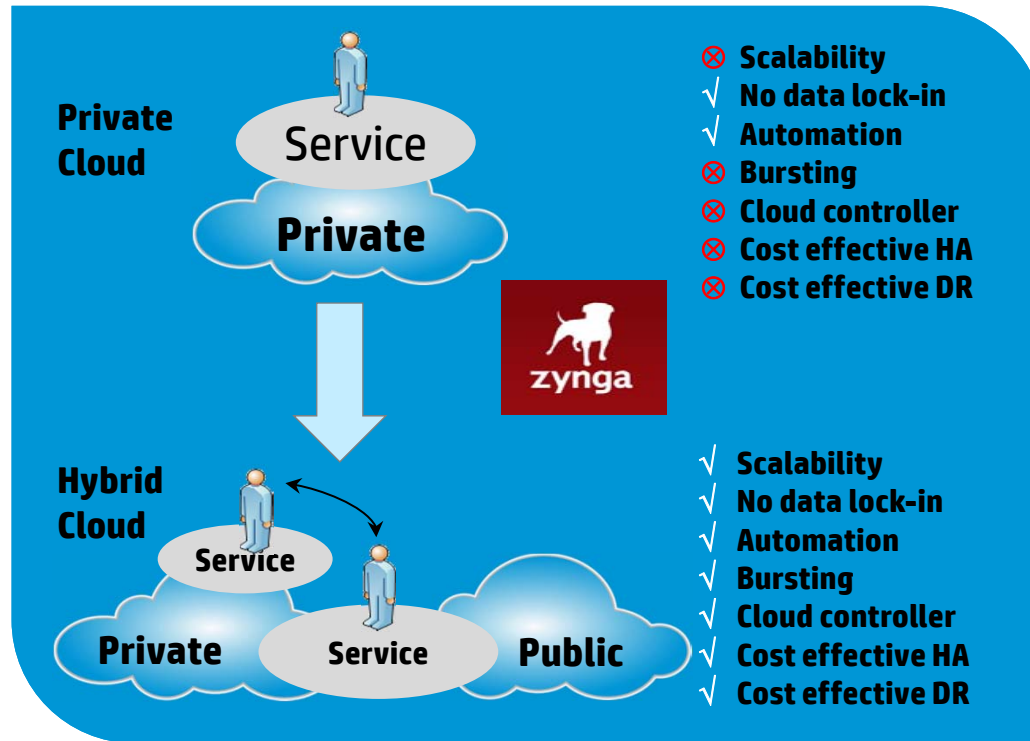 Private
Cloud
Service
Private
⊗ Scalability
√ No data lock-in
√ Automation
⊗ Bursting
⊗ Cloud controller
⊗ Cost effective HA
⊗ Cost effective DR
zynga
Hybrid
Cloud
Service
Private
Service
Public
√ Scalability
√ No data lock-in
√ Automation
√ Bursting
√ Cloud controller
√ Cost effective HA
√ Cost effective DR